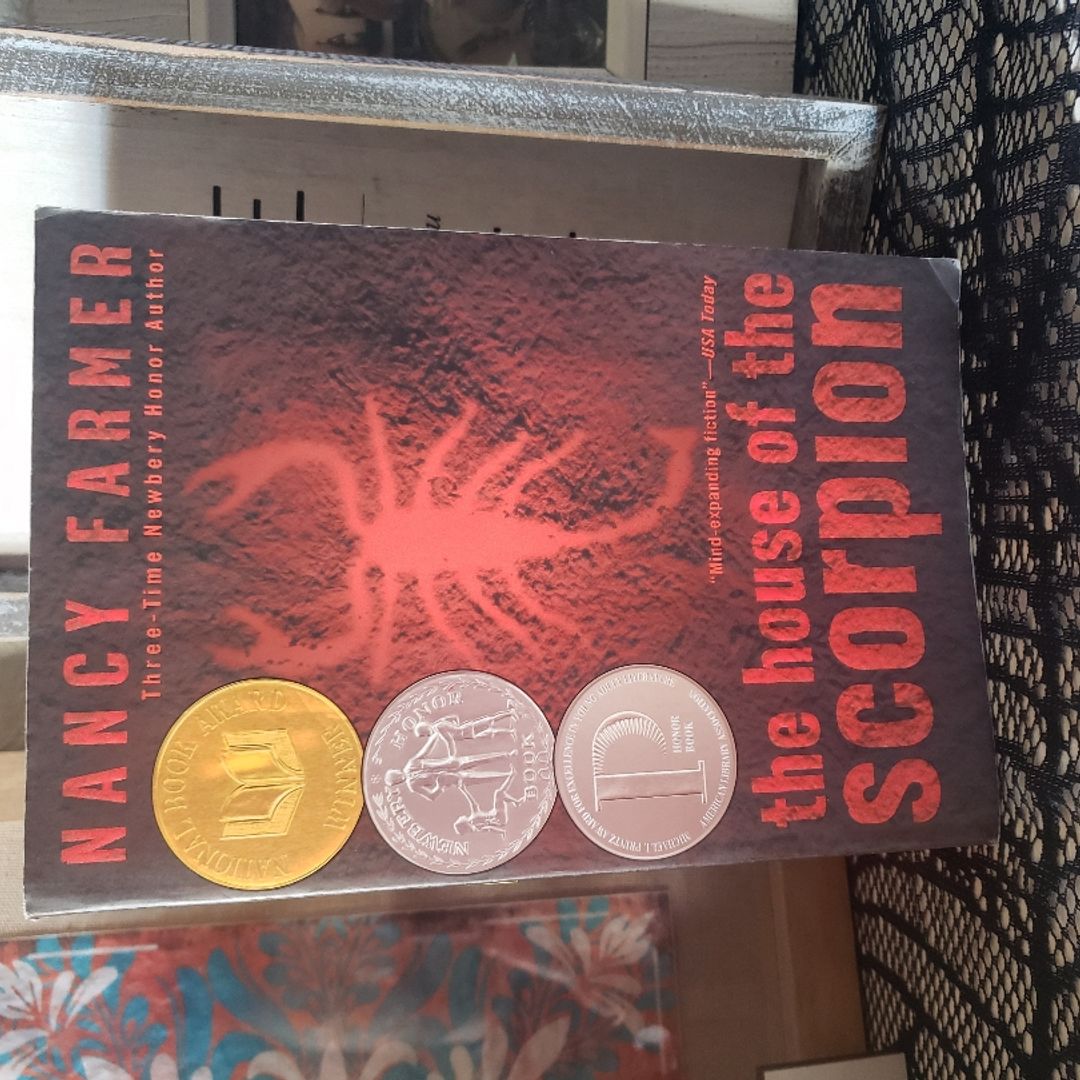 NANCY FARMER
Three-Time Newbery Honor Author
NATIONAL BOOK AWARD
WINNER
NEWBERY HONOR
BOOK
P
HONOR
BOOK
MICHAEL L. PRINTZ AWARD FOR EXCELLENCE IN YOUNG ADULT LITERATURE
AMERICAN LIBRARY ASSOCIATION
"Mind-expanding fiction"—USA Today
the house of the
scorpion